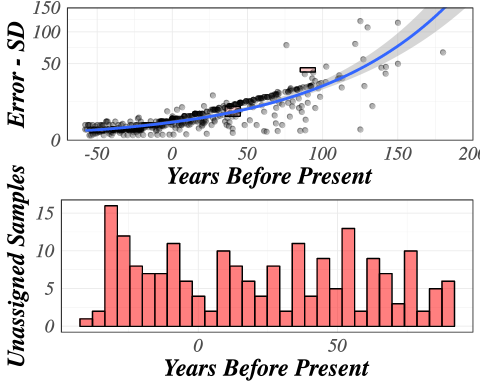 Error - SD
150
100
50
0
-50 0 50 100 150 200
Years Before Present
Unassigned Samples
15
10
5
0
0 50
Years Before Present